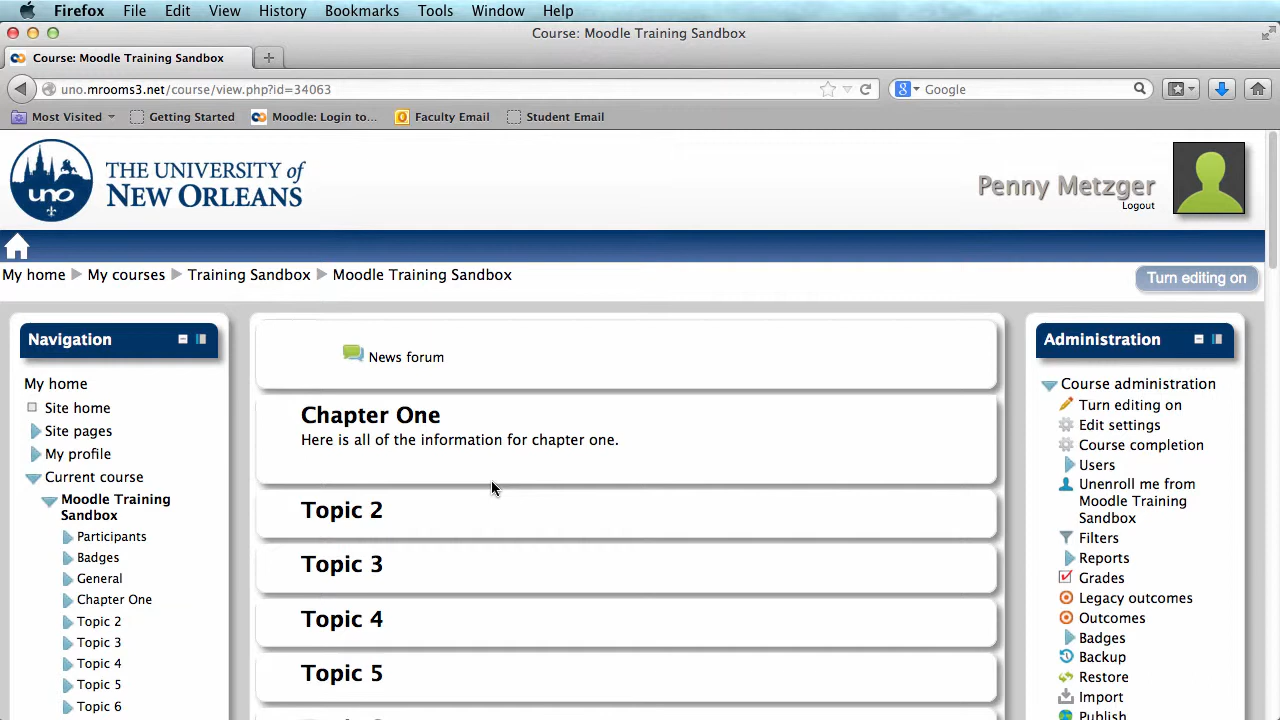 Firefox File Edit View History Bookmarks Tools Window Help
Course: Moodle Training Sandbox
Course: Moodle Training Sandbox
uno.mrooms3.net/course/view.php?id=34063
Google
Most Visited
Getting Started
Moodle: Login to...
Faculty Email
Student Email
uno
THE UNIVERSITY of
NEW ORLEANS
Penny Metzger
Logout
My home
My courses
Training Sandbox
Moodle Training Sandbox
Turn editing on
Navigation
My home
Site home
Site pages
My profile
Current course
Moodle Training
Sandbox
Participants
Badges
General
Chapter One
Topic 2
Topic 3
Topic 4
Topic 5
Topic 6
News forum
Chapter One
Here is all of the information for chapter one.
Topic 2
Topic 3
Topic 4
Topic 5
Administration
Course administration
Turn editing on
Edit settings
Course completion
Users
Unenroll me from
Moodle Training
Sandbox
Filters
Reports
Grades
Legacy outcomes
Outcomes
Badges
Backup
Restore
Import
Publish